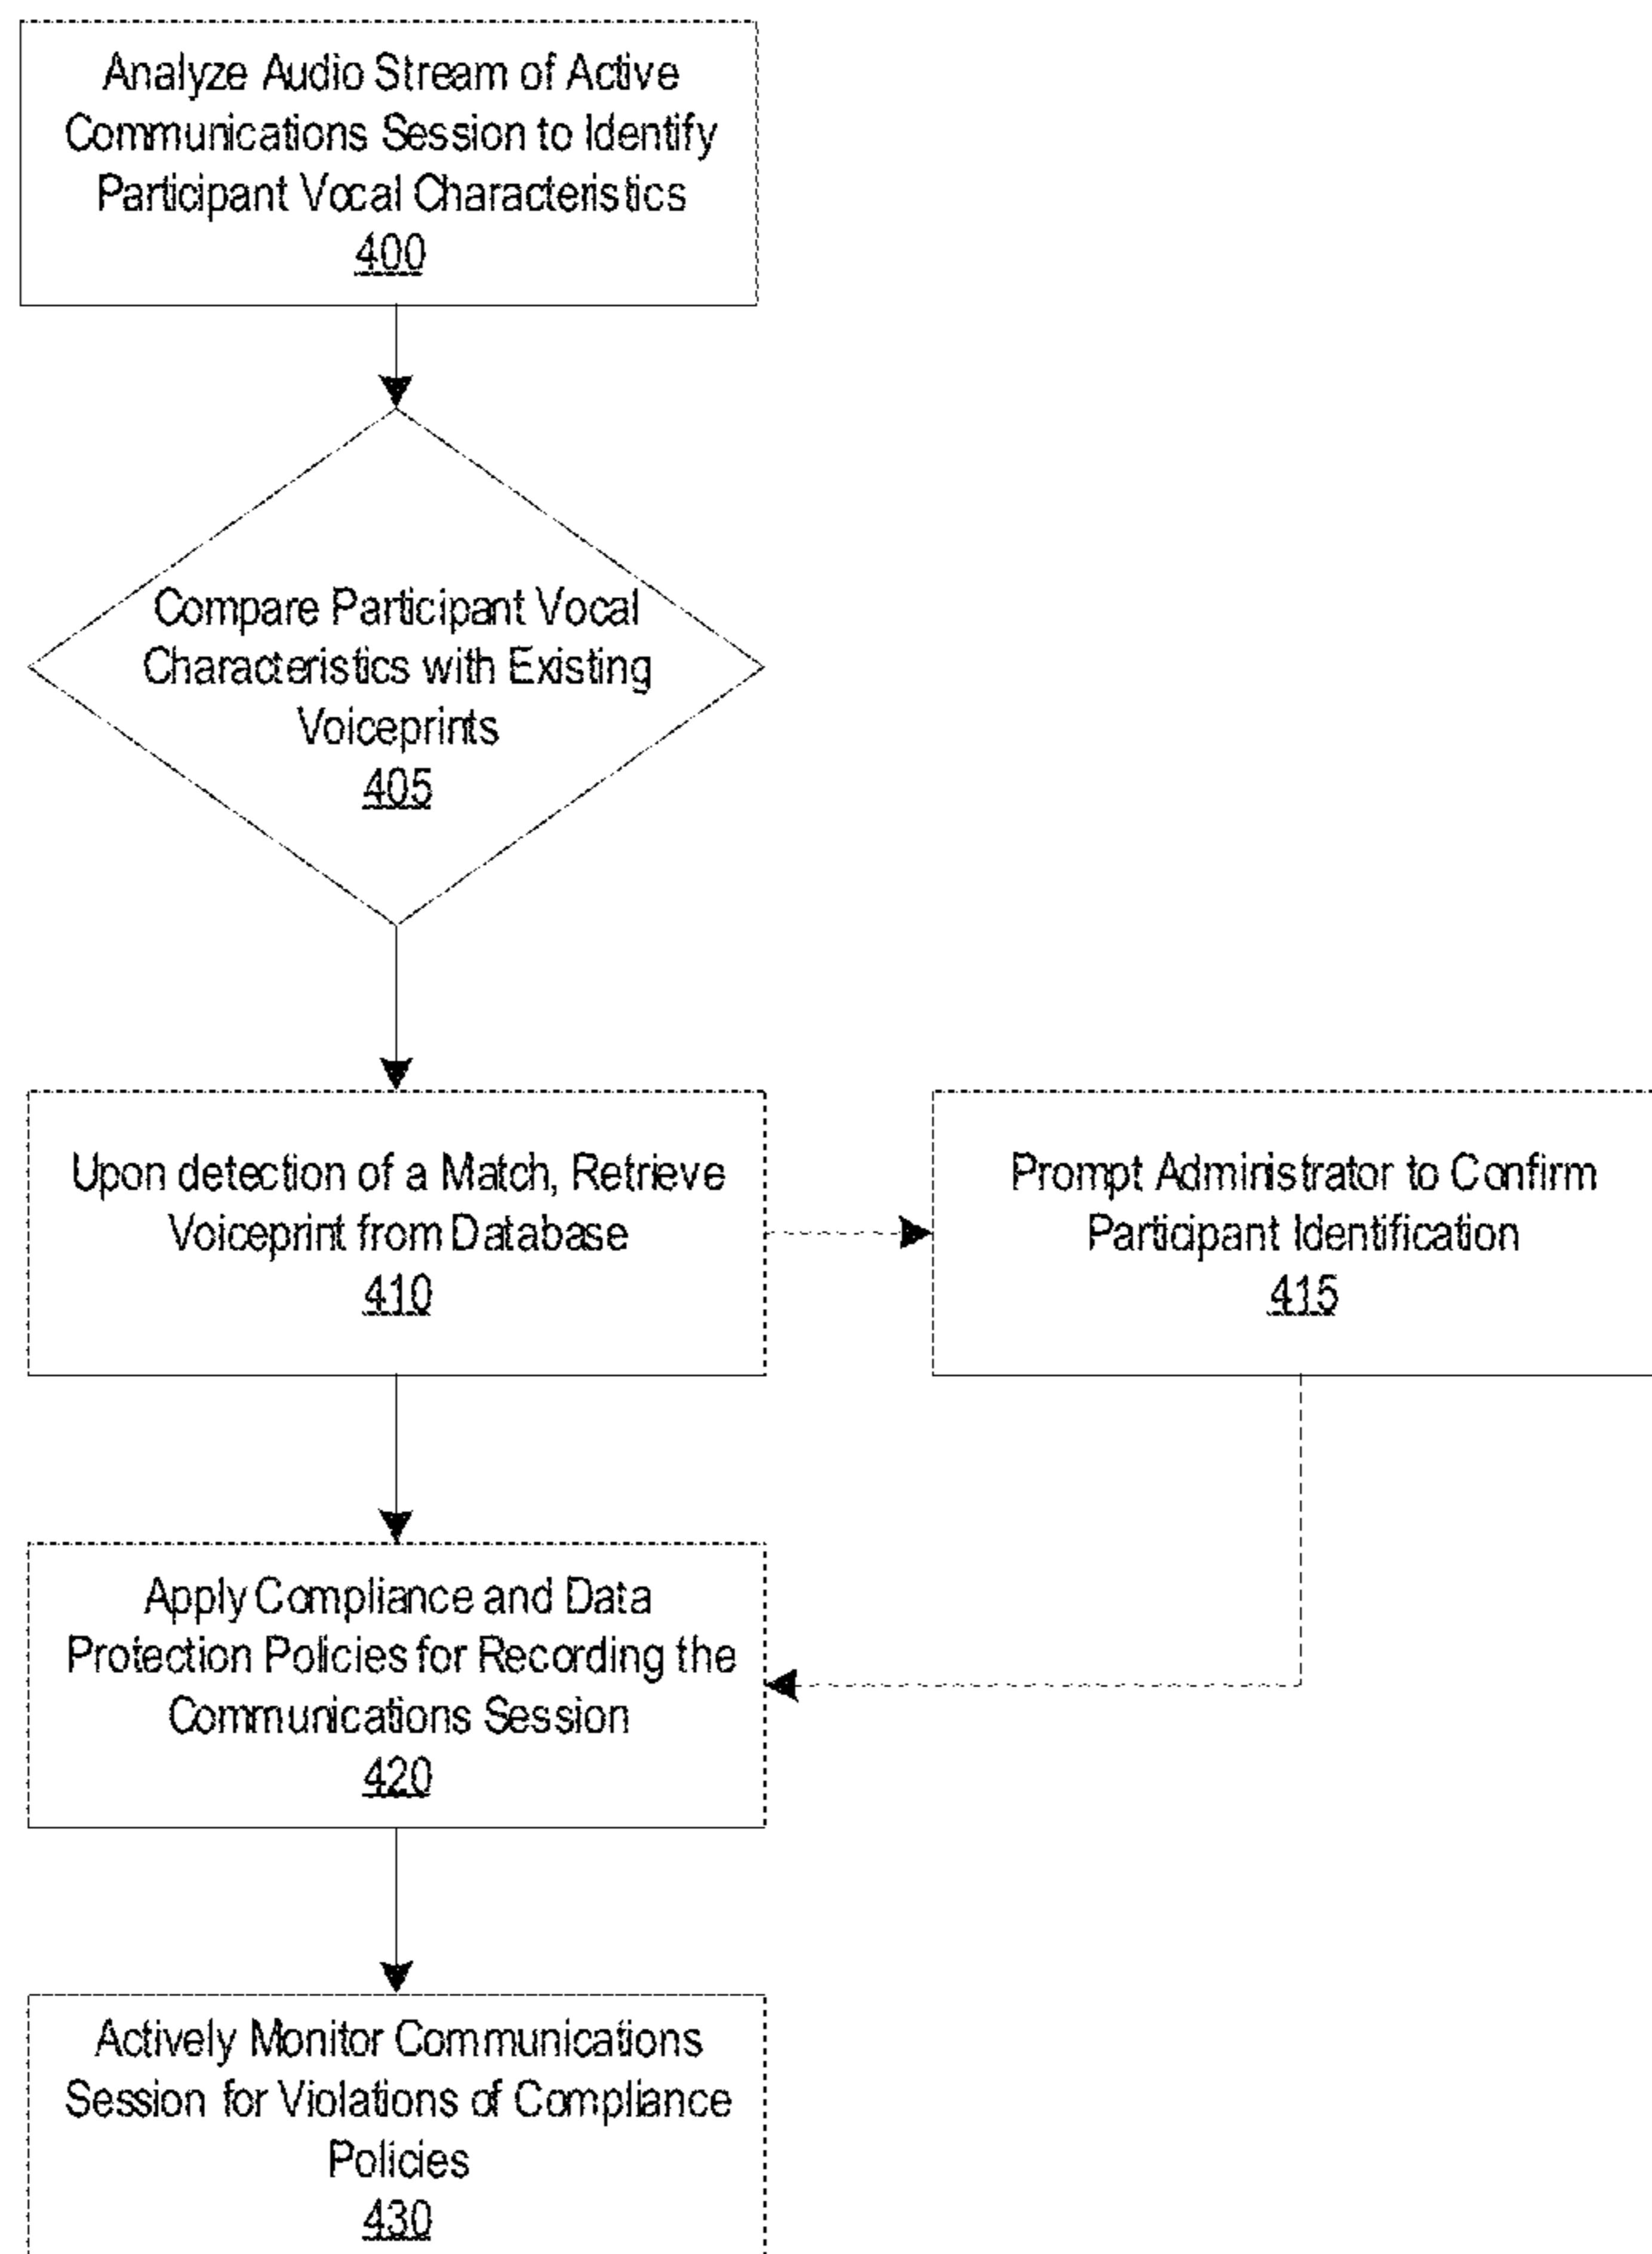 Analyze Audio Stream of Active
Communications Session to Identify
Participant Vocal Characteristics
400
Compare Participant Vocal
Characteristics with Existing
Voiceprints
405
Upon detection of a Match, Retrieve
Voiceprint from Database
410
Prompt Administrator to Confirm
Participant Identification
415
Apply Compliance and Data
Protection Policies for Recording the
Communications Session
420
Actively Monitor Communications
Session for Violations of Compliance
Policies
430